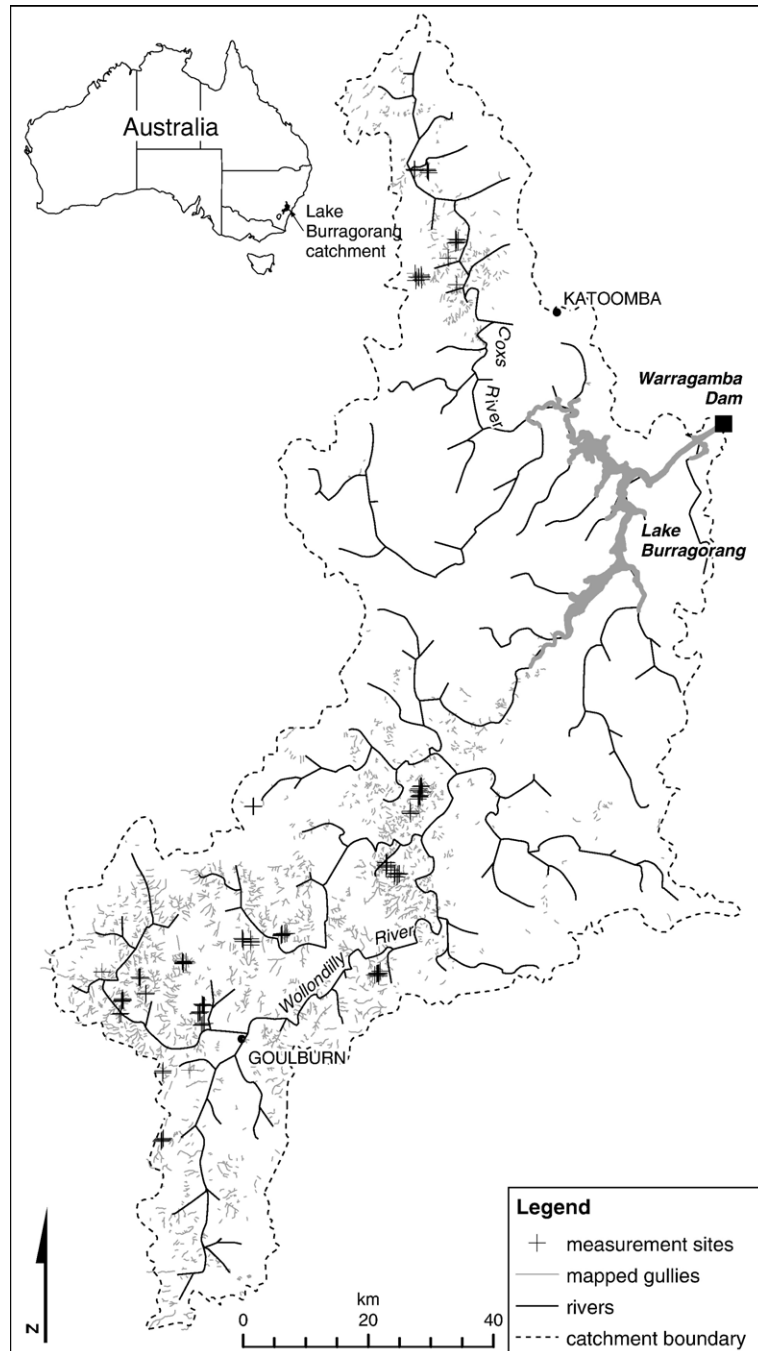 Australia
Lake
Burragorang
catchment
KATOOMBA
Coxs
River
Warragamba
Dam
Lake
Burragorang
Wollondilly
River
GOULBURN
N
km
0
20
40
Legend
measurement sites
mapped gullies
rivers
catchment boundary